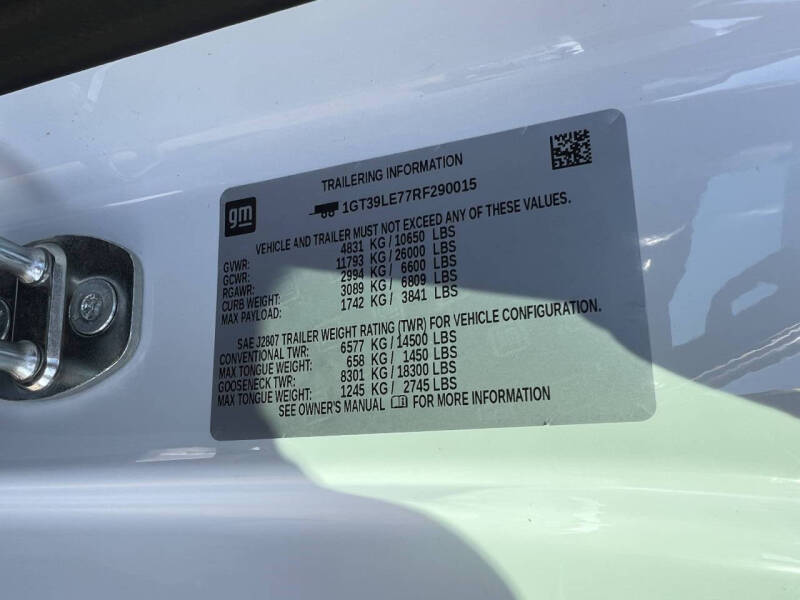 TRAILERING INFORMATION
gm
1GT39LE77RF290015
VEHICLE AND TRAILER MUST NOT EXCEED ANY OF THESE VALUES.
GVWR: 4831 KG / 10650 LBS
GCWR: 11793 KG / 26000 LBS
RGAWR: 2994 KG / 6600 LBS
CURB WEIGHT: 3089 KG / 6809 LBS
MAX PAYLOAD: 1742 KG / 3841 LBS
SAE J2807 TRAILER WEIGHT RATING (TWR) FOR VEHICLE CONFIGURATION.
CONVENTIONAL TWR: 6577 KG / 14500 LBS
MAX TONGUE WEIGHT: 658 KG / 1450 LBS
GOOSENECK TWR: 8301 KG / 18300 LBS
MAX TONGUE WEIGHT: 1245 KG / 2745 LBS
SEE OWNER'S MANUAL FOR MORE INFORMATION